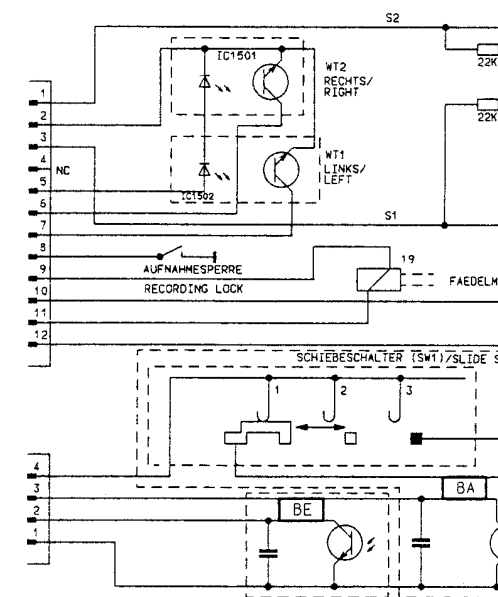 S2
IC1501
WT2
RECHTS/
RIGHT
22K
22K
1
2
3
4
NC
5
6
7
8
9
10
11
12
WT1
LINKS/
LEFT
IC1502
S1
AUFNAHMESPERRE
RECORDING LOCK
19
FAEDELM
SCHIEBESCHALTER (SW1)/SLIDE S
1
2
3
4
3
2
1
BA
BE